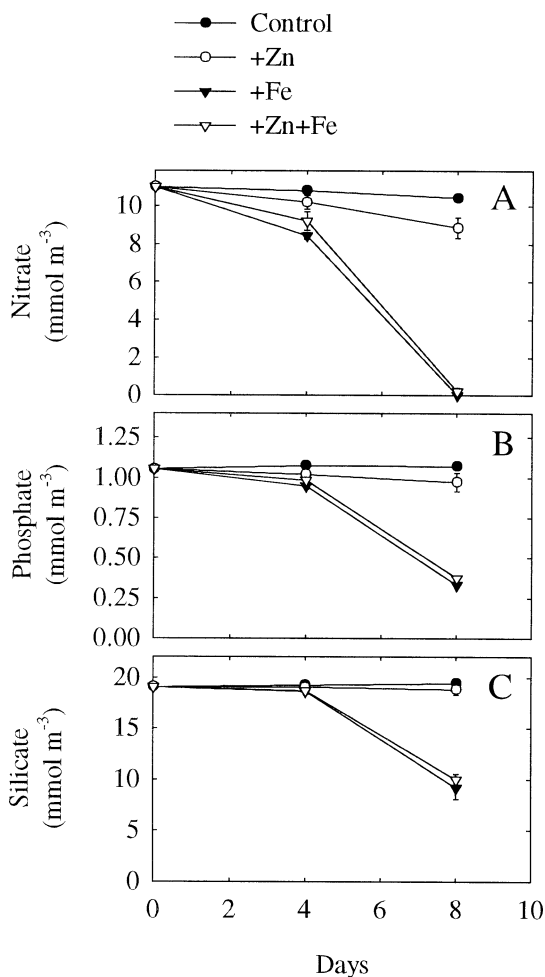 Control
+Zn
+Fe
+Zn+Fe
A
Nitrate
(mmol m-3)
10
8
6
4
2
0
B
Phosphate
(mmol m-3)
1.25
1.00
0.75
0.50
0.25
0.00
C
Silicate
(mmol m-3)
20
15
10
5
0
0 2 4 6 8 10
Days